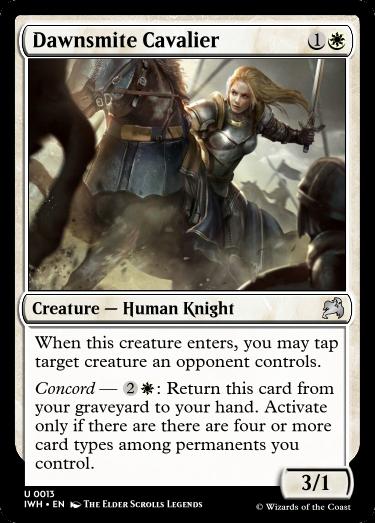 Dawnsmite Cavalier 1
Creature — Human Knight
When this creature enters, you may tap
target creature an opponent controls.
Concord — 2 : Return this card from
your graveyard to your hand. Activate
only if there are there are four or more
card types among permanents you
control.
3/1
U 0013
IWH • EN THE ELDER SCROLLS LEGENDS
© Wizards of the Coast